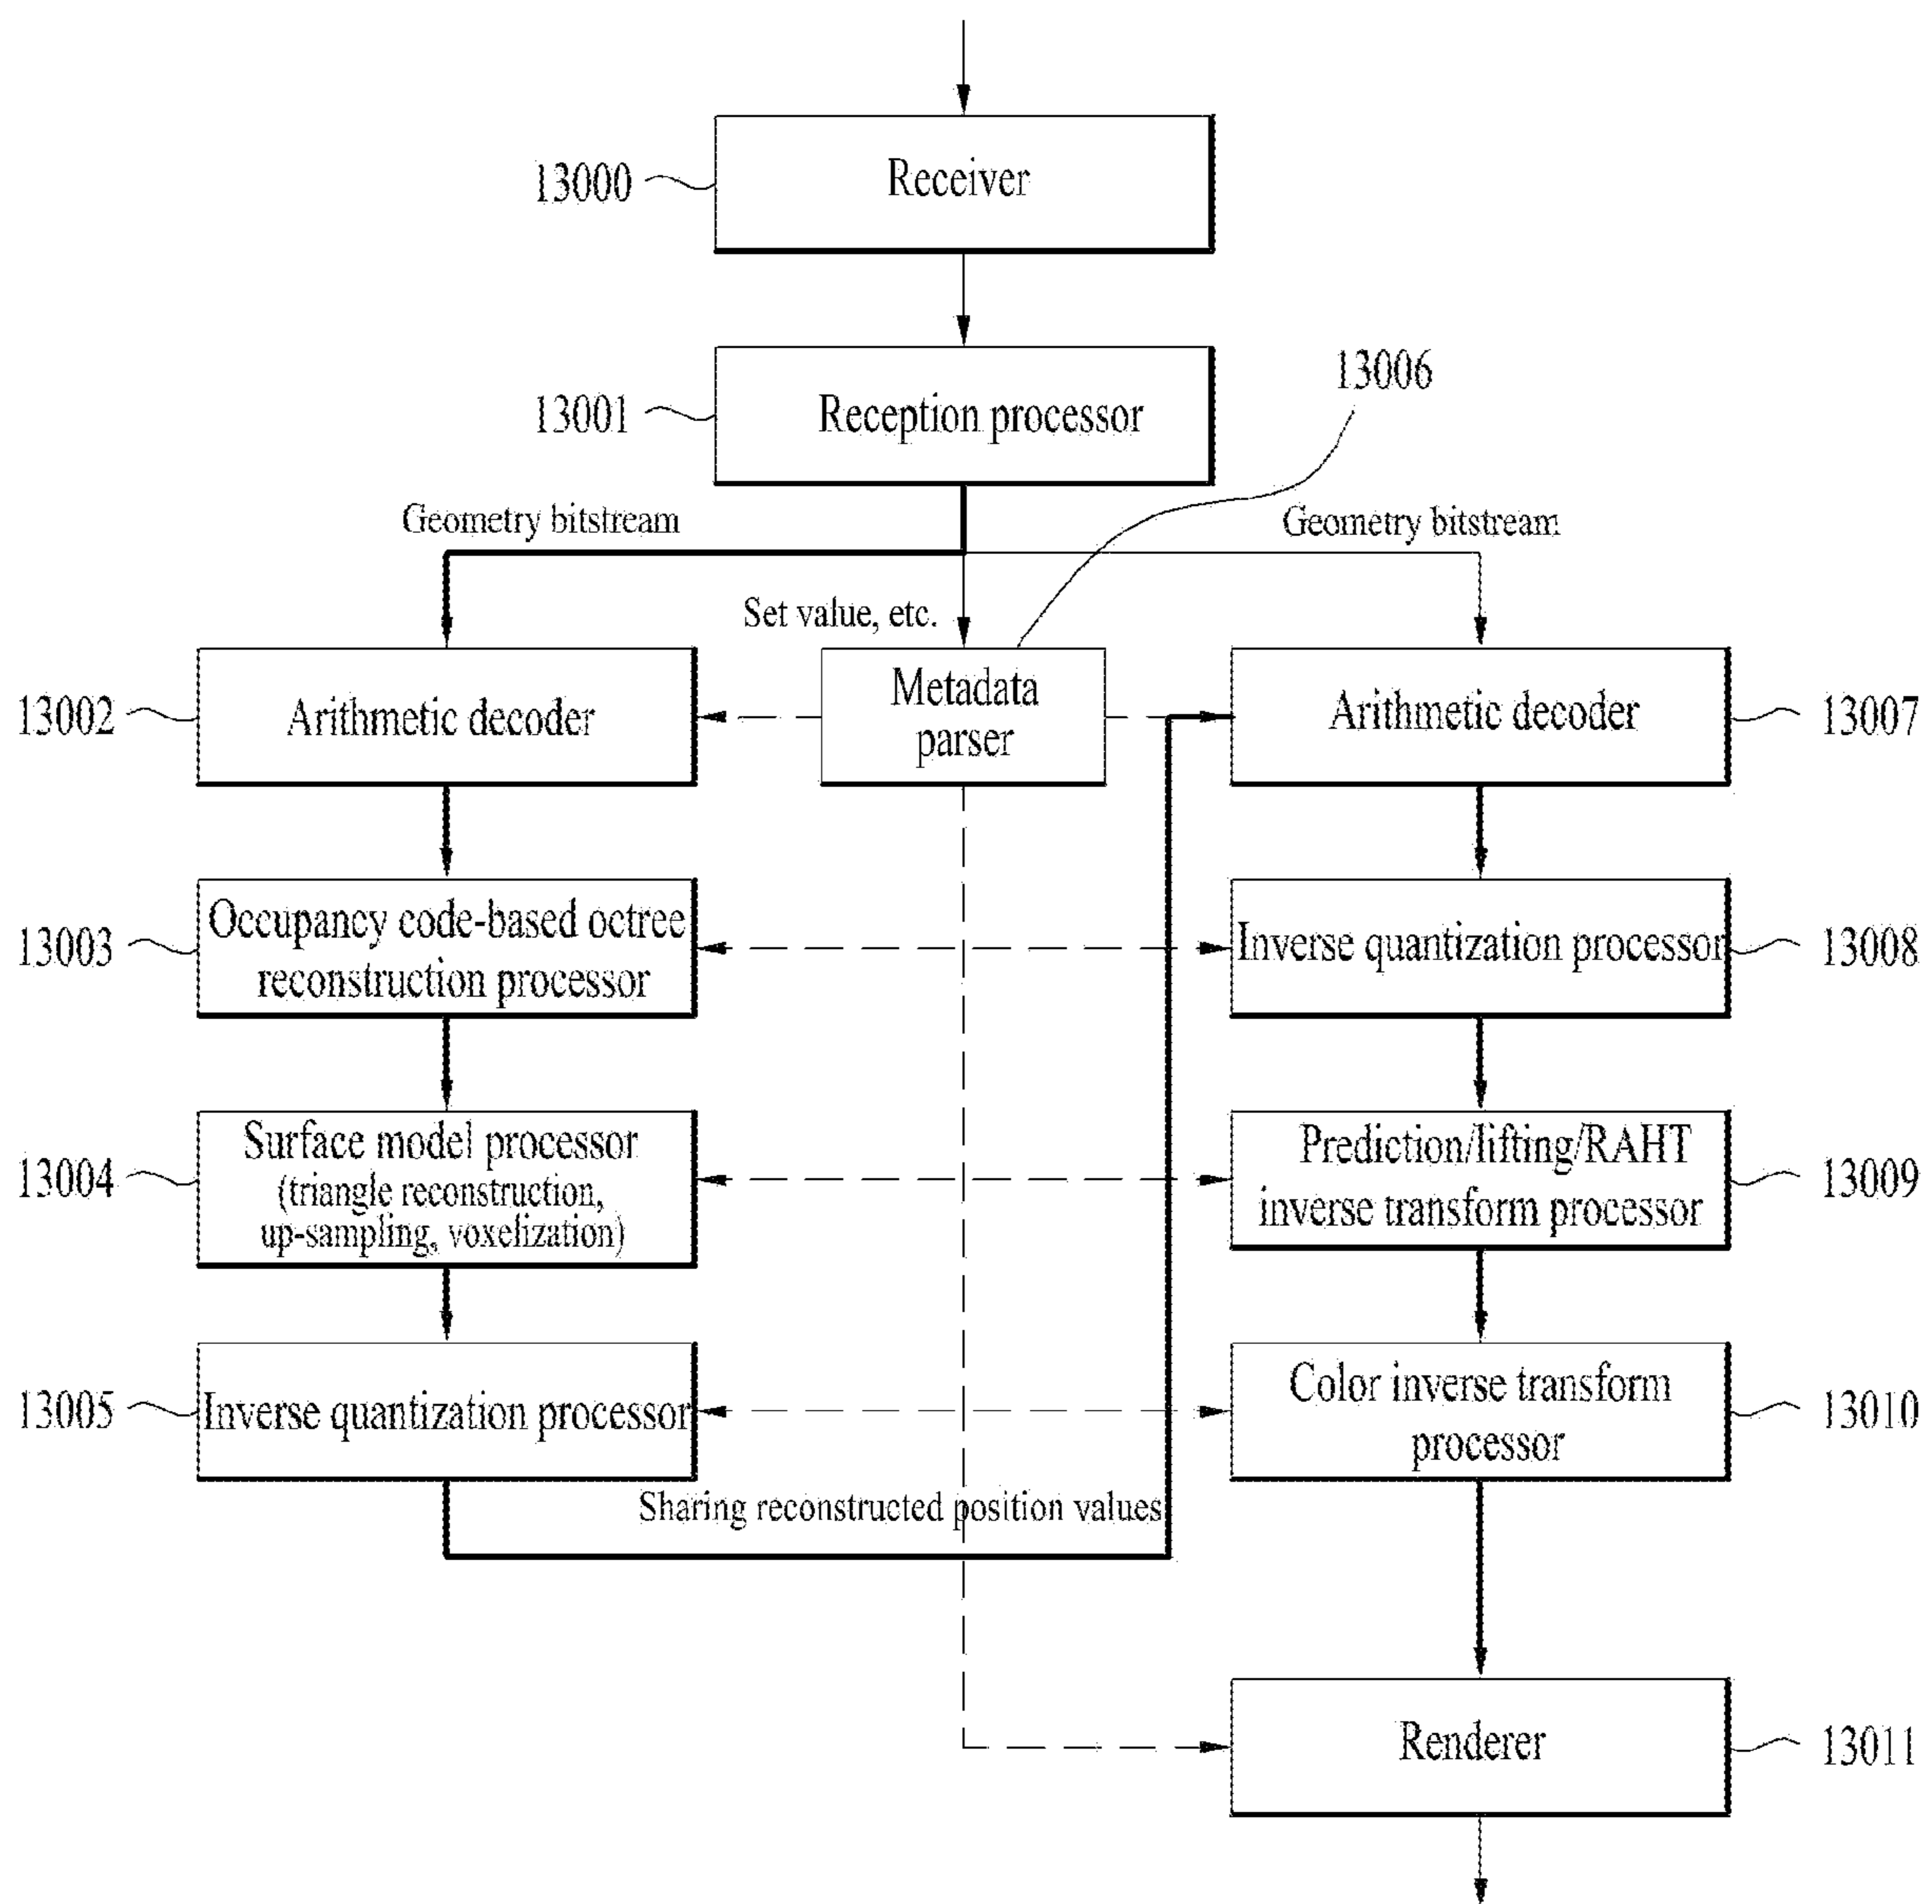 13000
Receiver
13001
Reception processor
13006
Geometry bitstream
Geometry bitstream
Set value, etc.
13002
Arithmetic decoder
Metadata
parser
Arithmetic decoder
13007
13003
Occupancy code-based octree
reconstruction processor
Inverse quantization processor
13008
13004
Surface model processor
(triangle reconstruction,
up-sampling, voxelization)
Prediction/lifting/RAHT
inverse transform processor
13009
13005
Inverse quantization processor
Color inverse transform
processor
13010
Sharing reconstructed position values
Renderer
13011